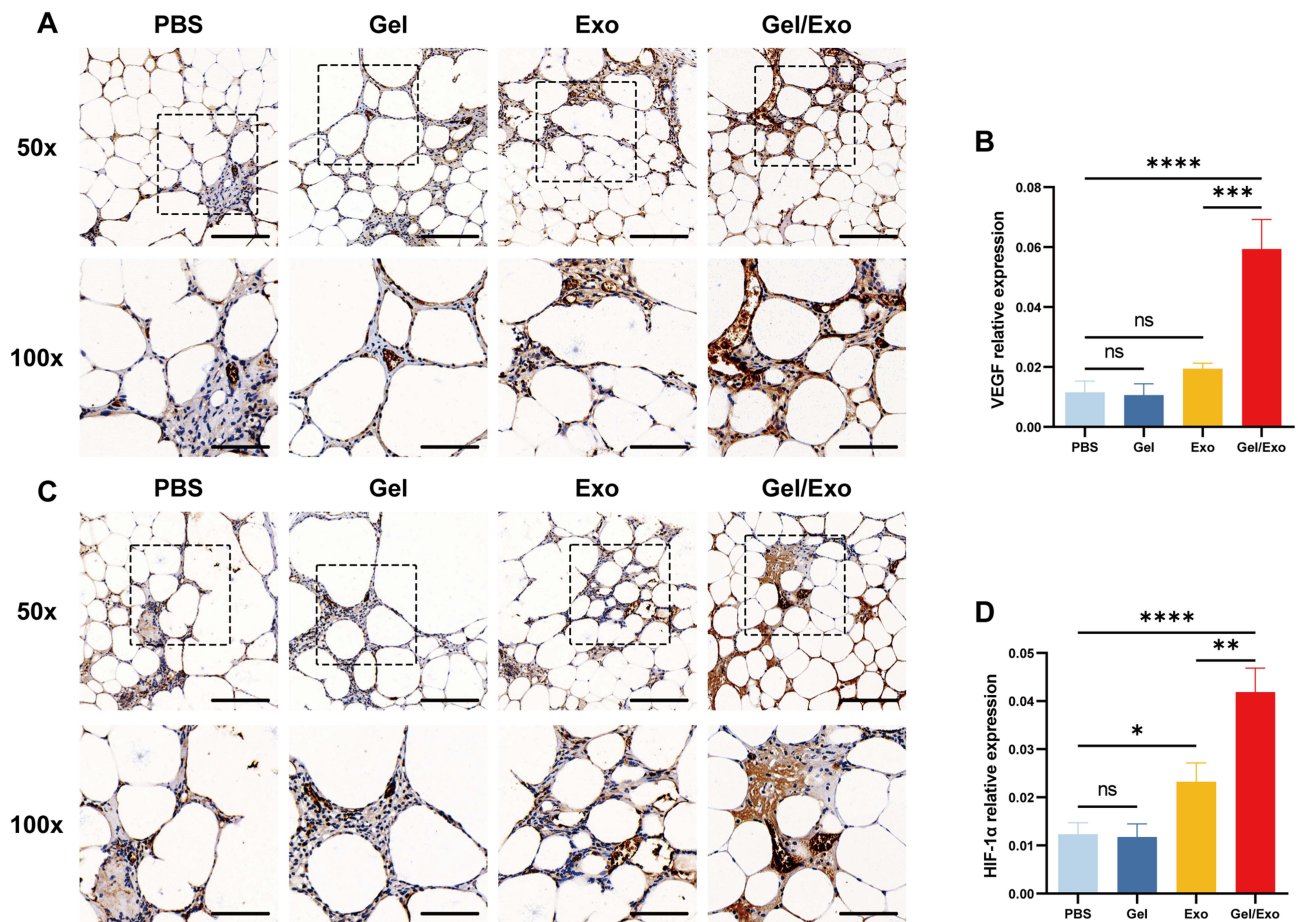 A
PBS
Gel
Exo
Gel/Exo
50x
100x
B
****
***
ns
ns
VEGF relative expression
0.08
0.06
0.04
0.02
0.00
PBS
Gel
Exo
Gel/Exo
C
PBS
Gel
Exo
Gel/Exo
50x
100x
D
****
**
*
ns
HIF-1α relative expression
0.05
0.04
0.03
0.02
0.01
0.00
PBS
Gel
Exo
Gel/Exo